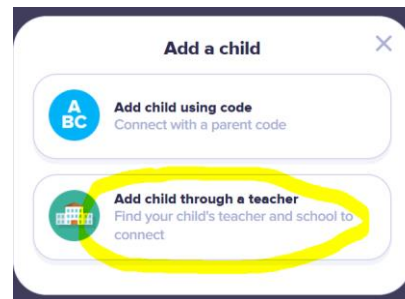 Add a child
A
BC
Add child using code
Connect with a parent code
Add child through a teacher
Find your child's teacher and school to
connect